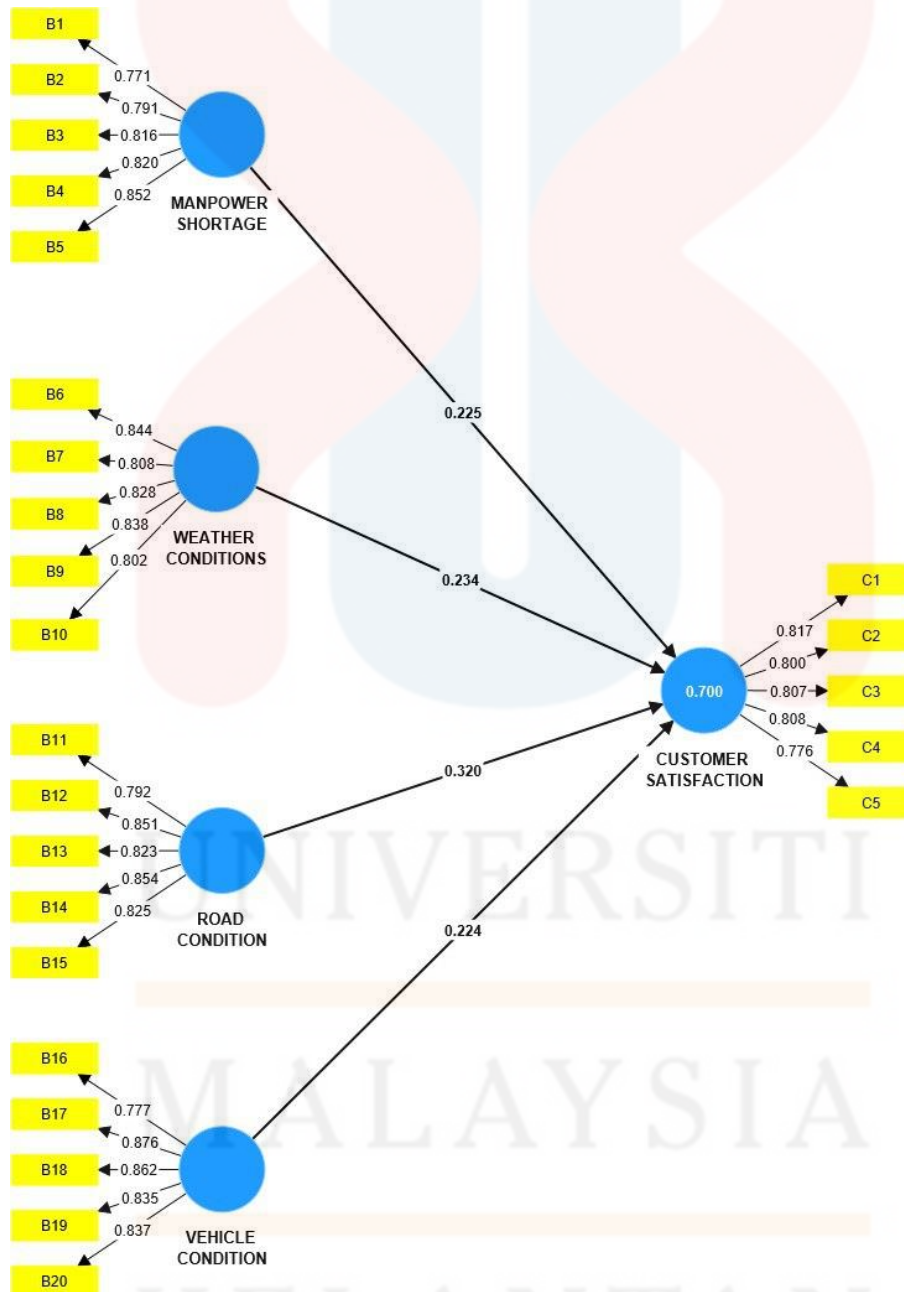 B1
B2
B3
B4
B5
0.771
0.791
0.816
0.820
0.852
MANPOWER
SHORTAGE
0.225
B6
B7
B8
B9
B10
0.844
0.808
0.828
0.838
0.802
WEATHER
CONDITIONS
0.234
B11
B12
B13
B14
B15
0.792
0.851
0.823
0.854
0.825
ROAD
CONDITION
0.320
B16
B17
B18
B19
B20
0.777
0.876
0.862
0.835
0.837
VEHICLE
CONDITION
0.224
0.700
CUSTOMER
SATISFACTION
0.817
0.800
0.807
0.808
0.776
C1
C2
C3
C4
C5
UNIVERSITI
MALAYSIA